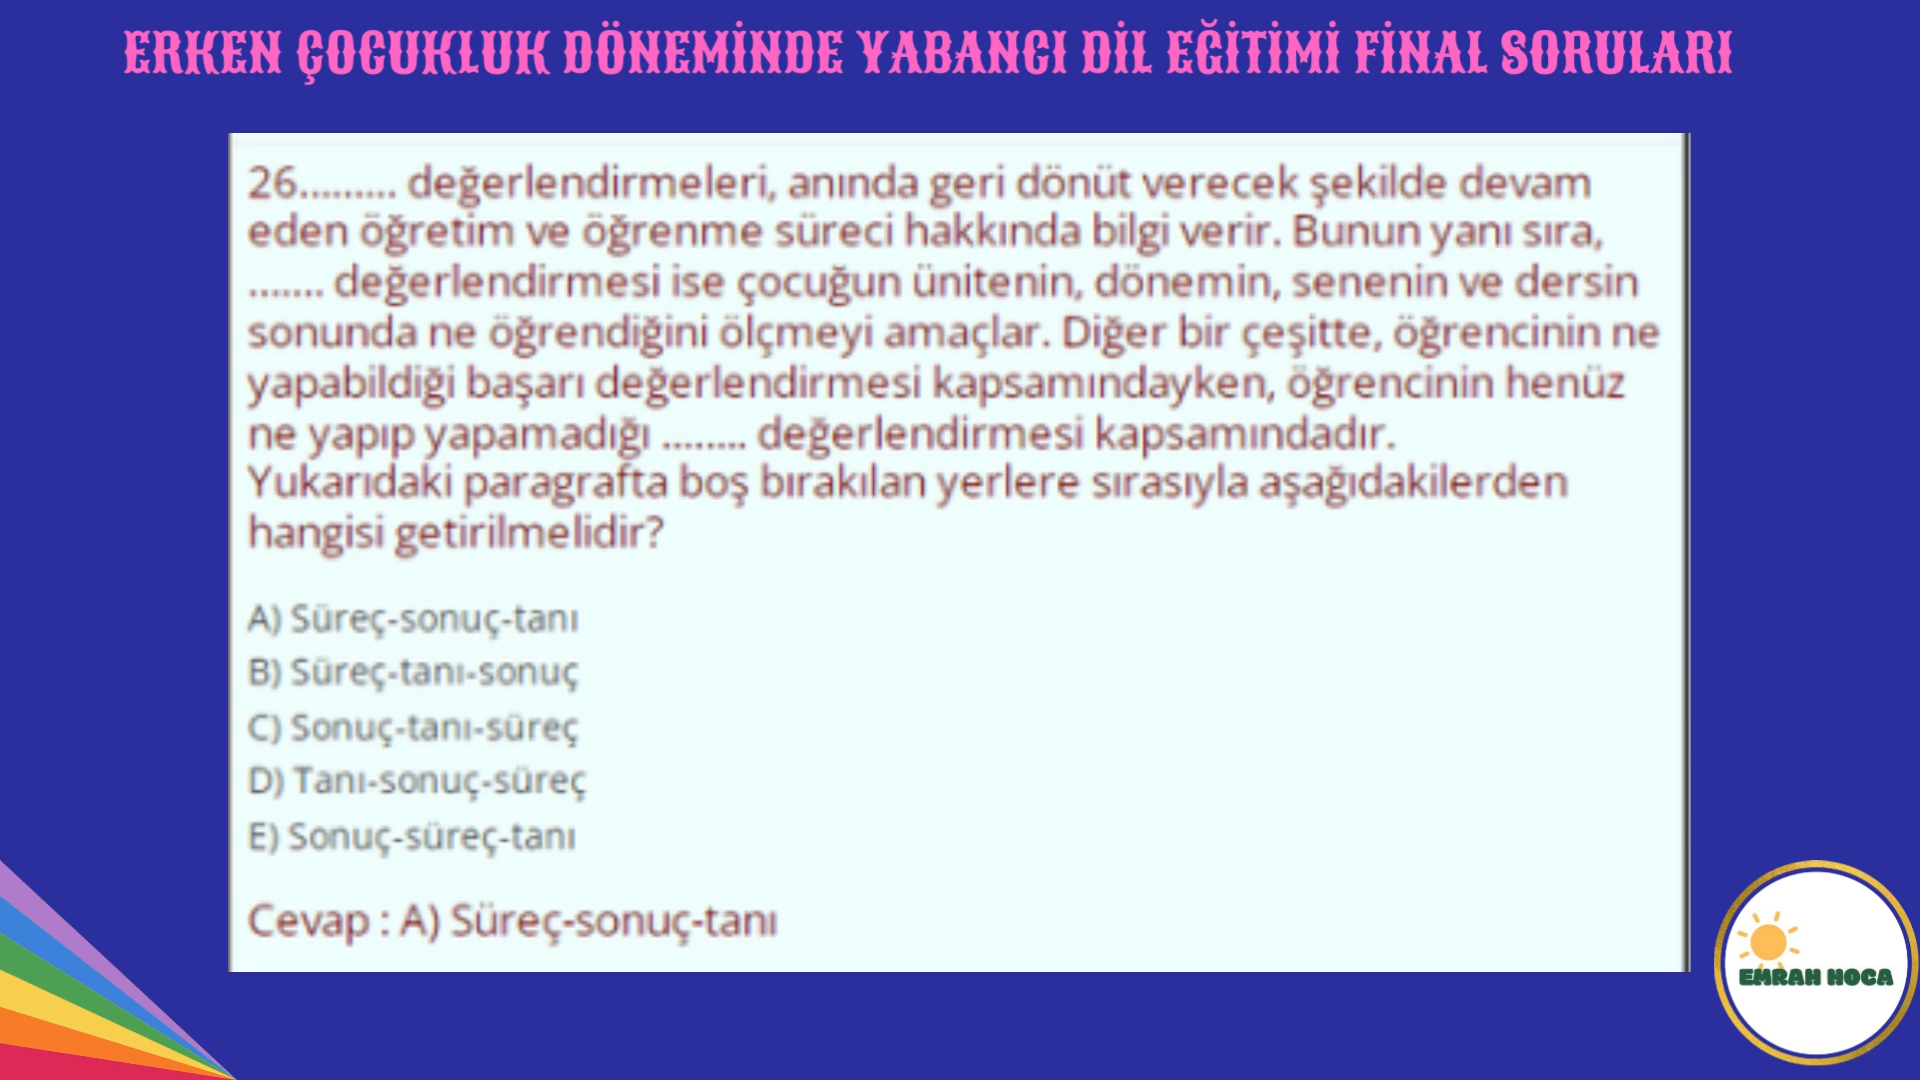 ERKEN ÇOCUKLUK DÖNEMİNDE YABANCI DİL EĞİTİMİ FİNAL SORULARI
26......... değerlendirmeleri, anında geri dönüt verecek şekilde devam
eden öğretim ve öğrenme süreci hakkında bilgi verir. Bunun yanı sıra,
....... değerlendirmesi ise çocuğun ünitenin, dönemin, senenin ve dersin
sonunda ne öğrendiğini ölçmeyi amaçlar. Diğer bir çeşitte, öğrencinin ne
yapabildiği başarı değerlendirmesi kapsamındayken, öğrencinin henüz
ne yapıp yapamadığı ........ değerlendirmesi kapsamındadır.
Yukarıdaki paragrafta boş bırakılan yerlere sırasıyla aşağıdakilerden
hangisi getirilmelidir?
A) Süreç-sonuç-tanı
B) Süreç-tanı-sonuç
C) Sonuç-tanı-süreç
D) Tanı-sonuç-süreç
E) Sonuç-süreç-tanı
Cevap : A) Süreç-sonuç-tanı
EMRAH HOCA